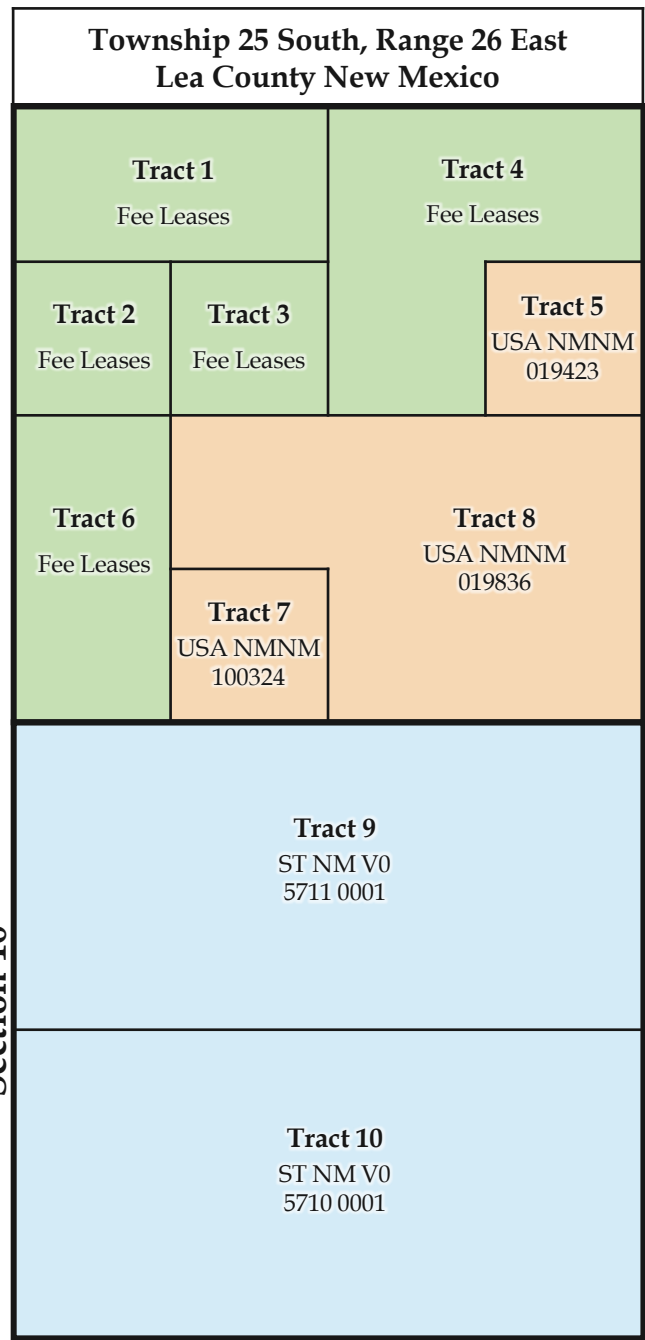 Township 25 South, Range 26 East
Lea County New Mexico
Tract 1
Fee Leases
Tract 4
Fee Leases
Tract 2
Fee Leases
Tract 3
Fee Leases
Tract 5
USA NMNM
019423
Tract 6
Fee Leases
Tract 8
USA NMNM
019836
Tract 7
USA NMNM
100324
Tract 9
ST NM V0
5711 0001
Section
Tract 10
ST NM V0
5710 0001